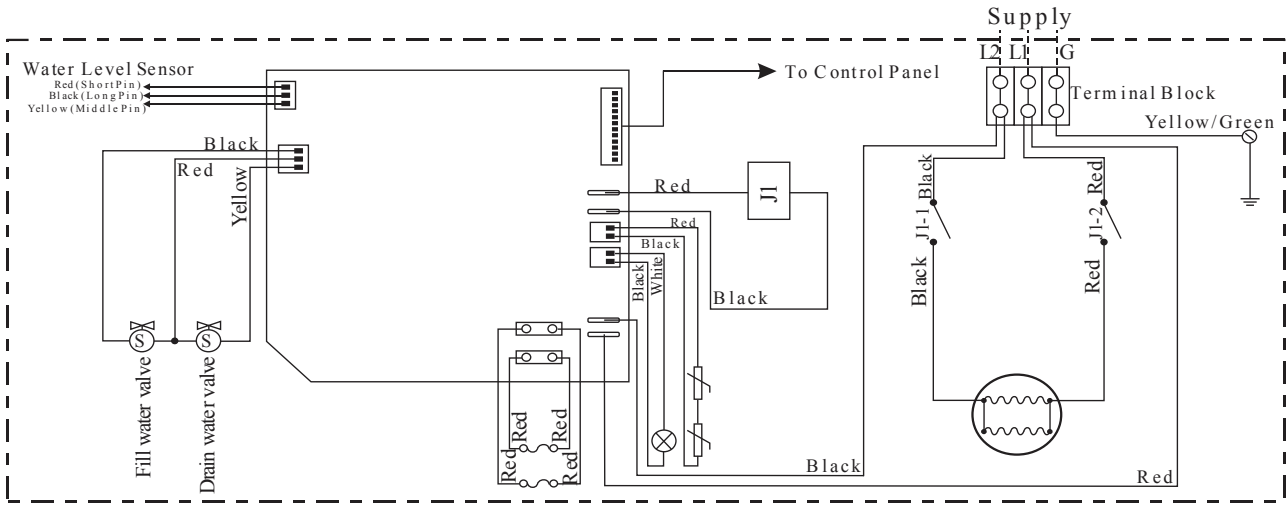 Supply
L2 L1 G
Water Level Sensor
Red(ShortPin)
Black(LongPin)
Yellow(MiddlePin)
To Control Panel
Terminal Block
Yellow/Green
Black
Red
Yellow
Red
J1
Red
Black
Black
White
Black
J1-1
Black
Black
J1-2
Red
Red
S
S
Fill water valve
Drain water valve
Red
Red
Red
Red
Black
Red